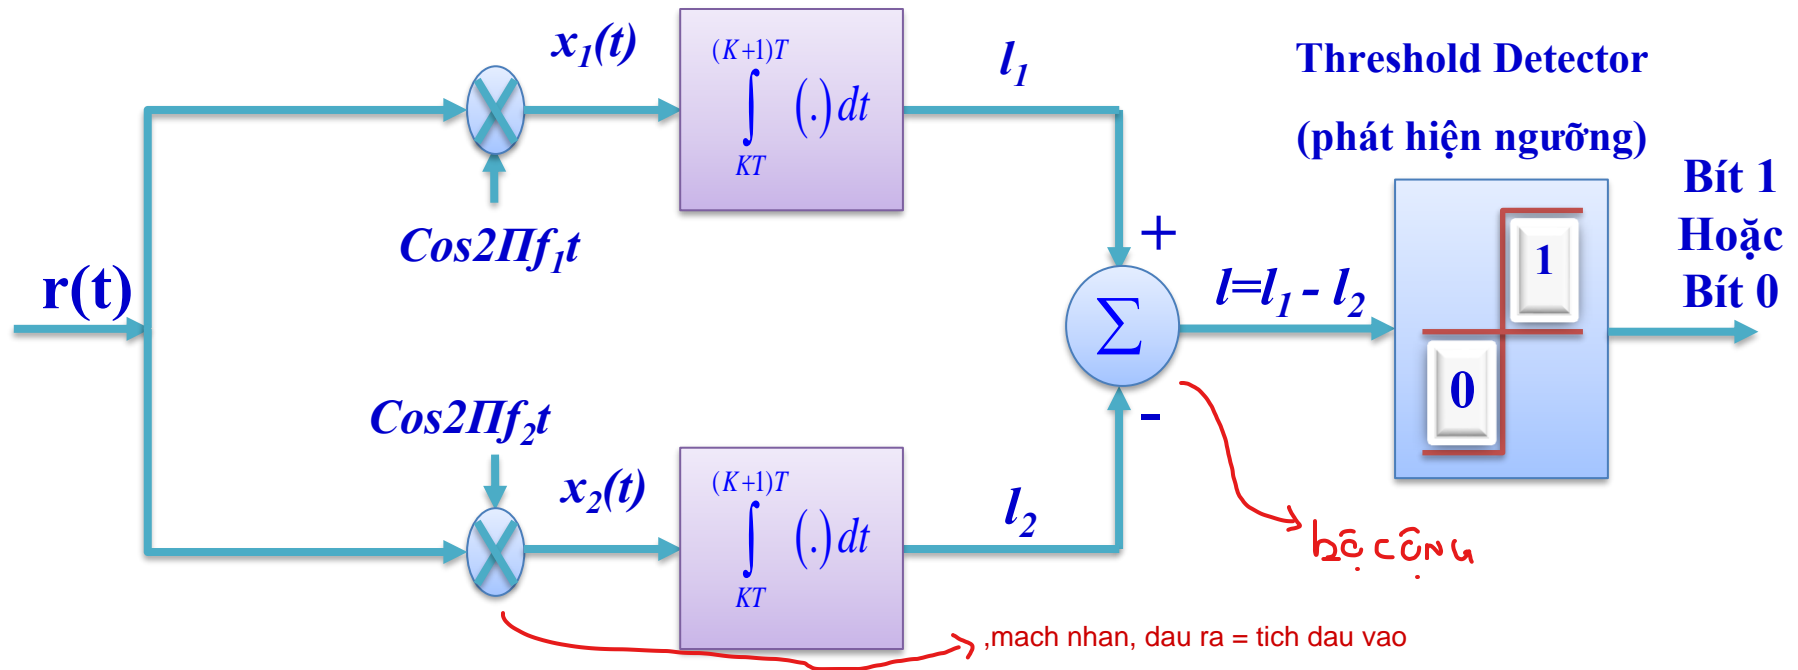 x₁(t)
(K+1)T
∫ (.) dt
KT
l₁
Threshold Detector
(phát hiện ngưỡng)
Bít 1
Hoặc
Bít 0
Cos2Πf₁t
+
r(t)
∑
l=l₁ - l₂
1
0
Cos2Πf₂t
-
x₂(t)
(K+1)T
∫ (.) dt
KT
l₂
bộ cộng
,mach nhan, dau ra = tich dau vao